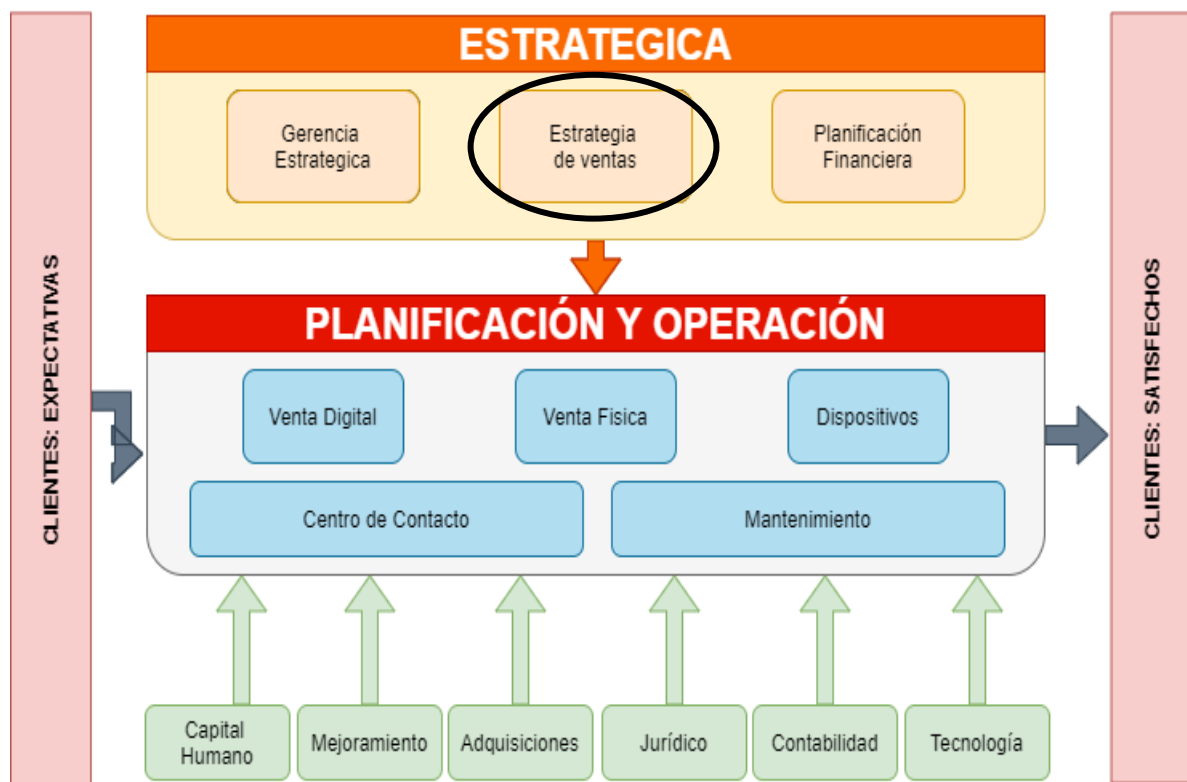 CLIENTES: EXPECTATIVAS
ESTRATEGICA
Gerencia
Estrategica
Estrategia
de ventas
Planificación
Financiera
PLANIFICACIÓN Y OPERACIÓN
Venta Digital
Venta Fisica
Dispositivos
Centro de Contacto
Mantenimiento
Capital
Humano
Mejoramiento
Adquisiciones
Jurídico
Contabilidad
Tecnología
CLIENTES: SATISFECHOS